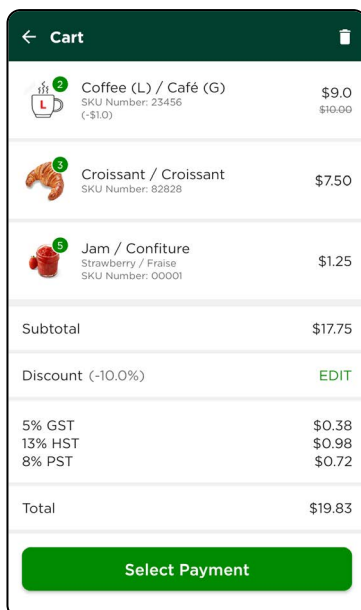 Cart
2
L
Coffee (L) / Café (G)
SKU Number: 23456
(-$1.0)
$9.0
$10.00
3
Croissant / Croissant
SKU Number: 82828
$7.50
5
Jam / Confiture
Strawberry / Fraise
SKU Number: 00001
$1.25
Subtotal $17.75
Discount (-10.0%) EDIT
5% GST $0.38
13% HST $0.98
8% PST $0.72
Total $19.83
Select Payment